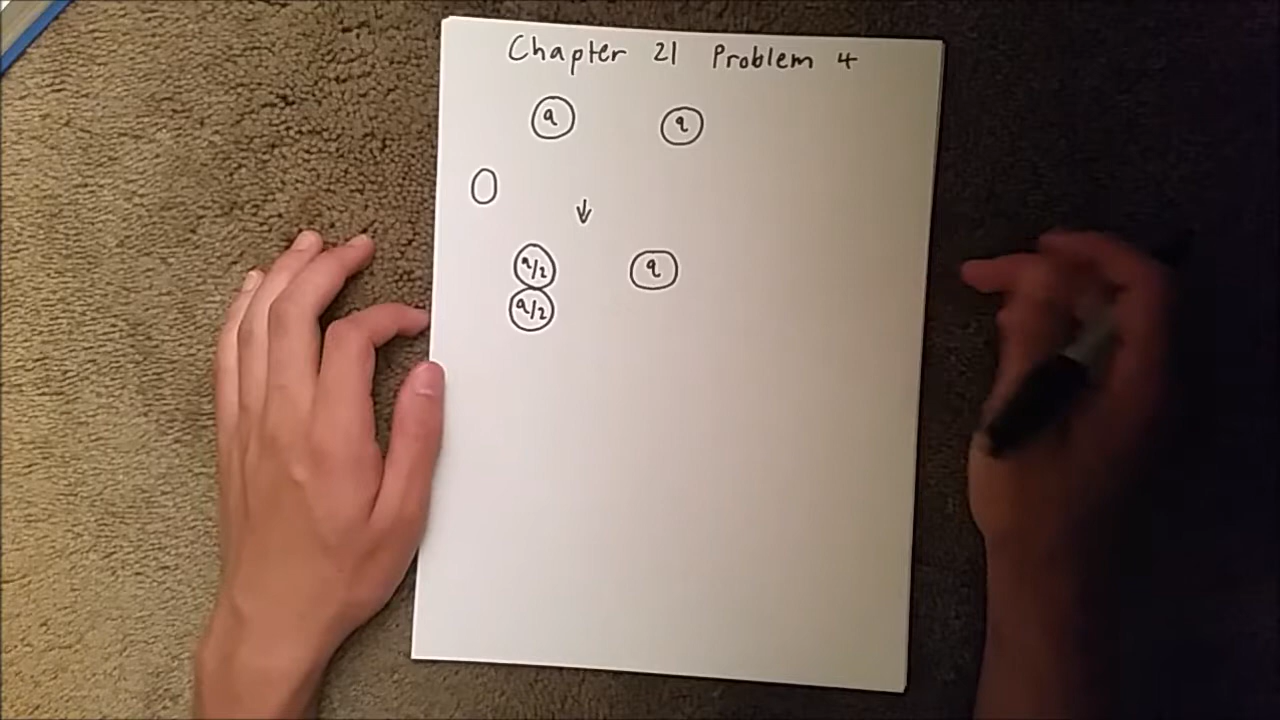 Chapter 21 Problem 4
q q
0
↓
q/2 q
q/2